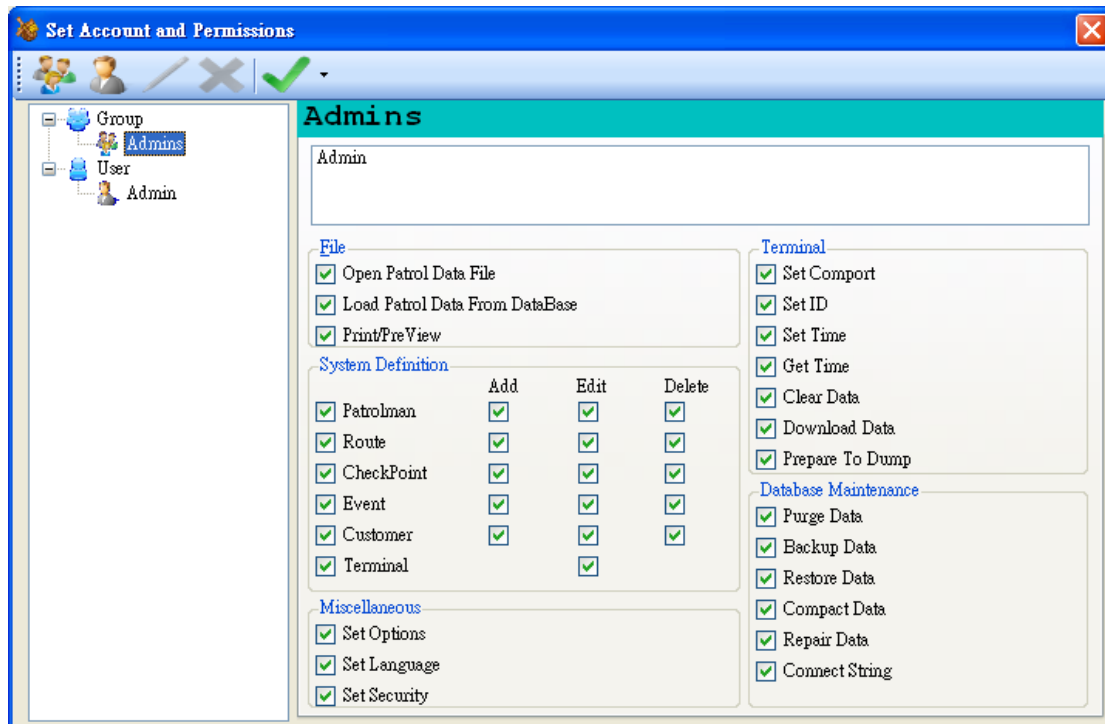 Set Account and Permissions
Group
Admins
User
Admin
Admins
Admin
File
Open Patrol Data File
Load Patrol Data From DataBase
Print/PreView
System Definition
Add Edit Delete
Patrolman
Route
CheckPoint
Event
Customer
Terminal
Miscellaneous
Set Options
Set Language
Set Security
Terminal
Set Comport
Set ID
Set Time
Get Time
Clear Data
Download Data
Prepare To Dump
Database Maintenance
Purge Data
Backup Data
Restore Data
Compact Data
Repair Data
Connect String